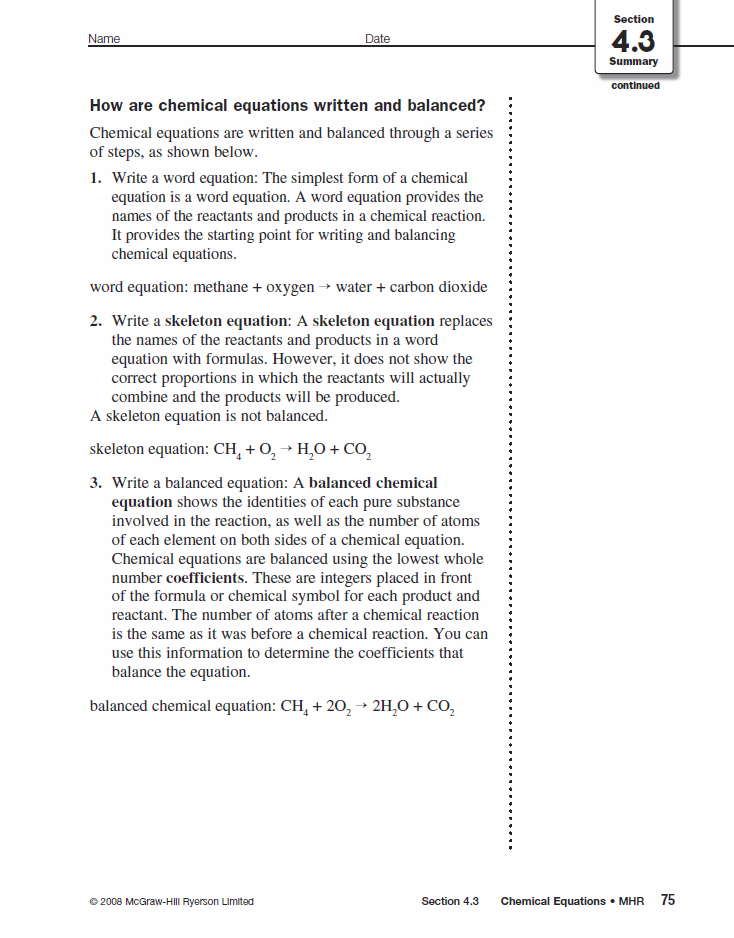 Name Date
Section
4.3
Summary
continued
How are chemical equations written and balanced?
Chemical equations are written and balanced through a series
of steps, as shown below.
1. Write a word equation: The simplest form of a chemical
equation is a word equation. A word equation provides the
names of the reactants and products in a chemical reaction.
It provides the starting point for writing and balancing
chemical equations.
word equation: methane + oxygen → water + carbon dioxide
2. Write a skeleton equation: A skeleton equation replaces
the names of the reactants and products in a word
equation with formulas. However, it does not show the
correct proportions in which the reactants will actually
combine and the products will be produced.
A skeleton equation is not balanced.
skeleton equation: CH₄ + O₂ → H₂O + CO₂
3. Write a balanced equation: A balanced chemical
equation shows the identities of each pure substance
involved in the reaction, as well as the number of atoms
of each element on both sides of a chemical equation.
Chemical equations are balanced using the lowest whole
number coefficients. These are integers placed in front
of the formula or chemical symbol for each product and
reactant. The number of atoms after a chemical reaction
is the same as it was before a chemical reaction. You can
use this information to determine the coefficients that
balance the equation.
balanced chemical equation: CH₄ + 2O₂ → 2H₂O + CO₂
© 2008 McGraw-Hill Ryerson Limited Section 4.3 Chemical Equations • MHR 75